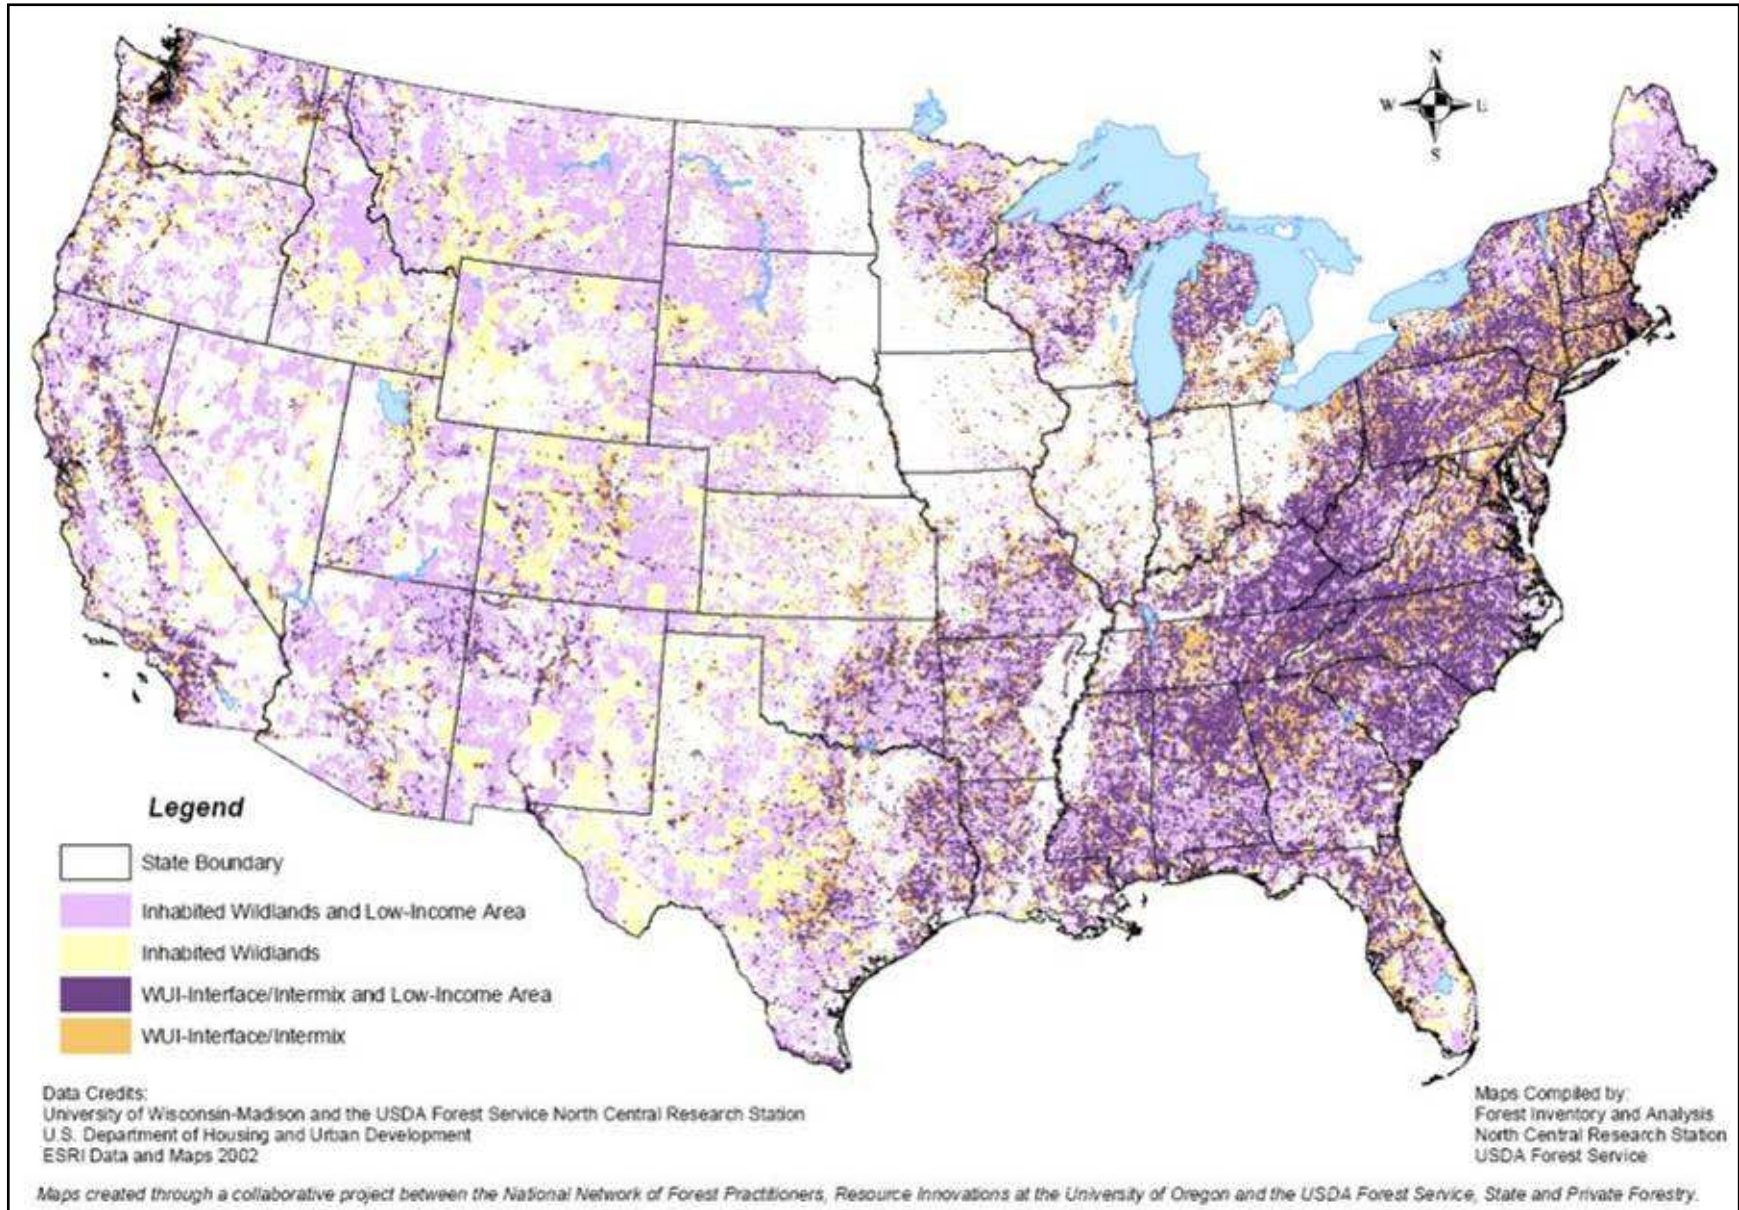 N
W
E
S
Legend
State Boundary
Inhabited Wildlands and Low-Income Area
Inhabited Wildlands
WUI-Interface/Intermix and Low-Income Area
WUI-Interface/Intermix
Data Credits:
University of Wisconsin-Madison and the USDA Forest Service North Central Research Station
U.S. Department of Housing and Urban Development
ESRI Data and Maps 2002
Maps Compiled by:
Forest Inventory and Analysis
North Central Research Station
USDA Forest Service
Maps created through a collaborative project between the National Network of Forest Practitioners, Resource Innovations at the University of Oregon and the USDA Forest Service, State and Private Forestry.